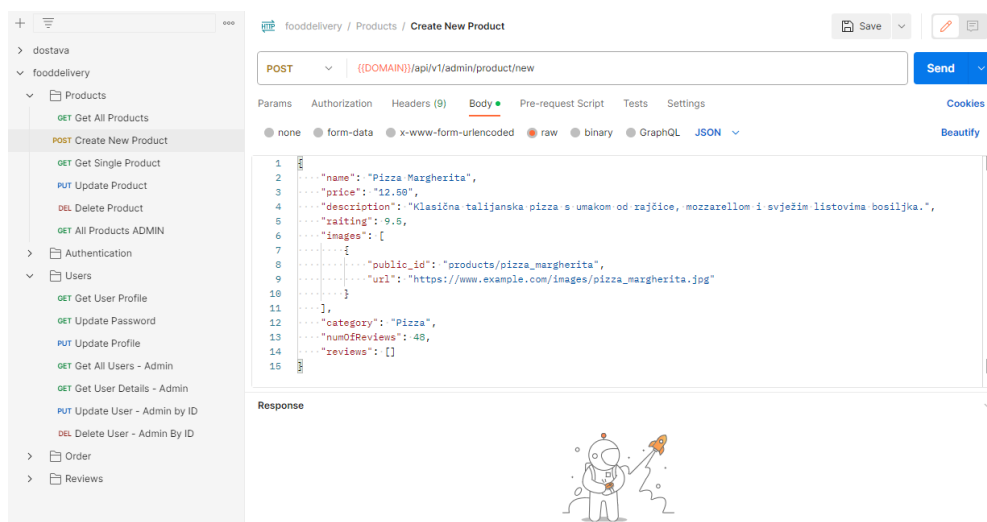 fooddelivery / Products / Create New Product
Save
dostava
fooddelivery
Products
GET Get All Products
POST Create New Product
GET Get Single Product
PUT Update Product
DEL Delete Product
GET All Products ADMIN
Authentication
Users
GET Get User Profile
GET Update Password
PUT Update Profile
GET Get All Users - Admin
GET Get User Details - Admin
PUT Update User - Admin by ID
DEL Delete User - Admin By ID
Order
Reviews
HTTP
POST {{DOMAIN}}/api/v1/admin/product/new Send
Params Authorization Headers (9) Body Pre-request Script Tests Settings Cookies
none form-data x-www-form-urlencoded raw binary GraphQL JSON Beautify
1 {
2 "name": "Pizza Margherita",
3 "price": "12.50",
4 "description": "Klasična talijanska pizza s umakom od rajčice, mozzarellom i svježim listovima bosiljka.",
5 "raiting": 9.5,
6 "images": [
7 {
8 "public_id": "products/pizza_margherita",
9 "url": "https://www.example.com/images/pizza_margherita.jpg"
10 }
11 ],
12 "category": "Pizza",
13 "numOfReviews": 48,
14 "reviews": []
15 }
Response